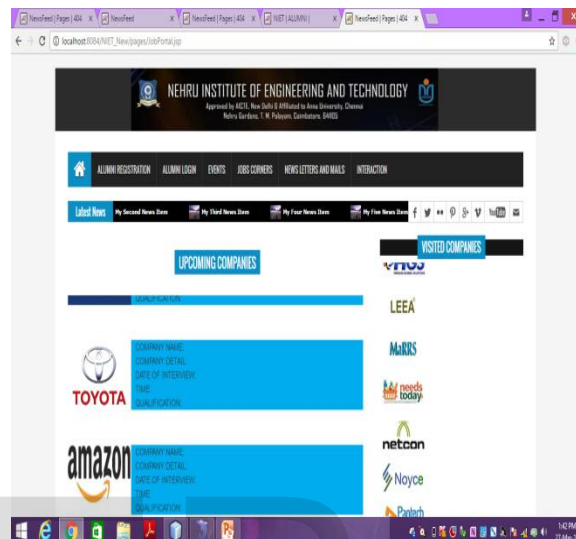 NewsFeed | Pages | 404
NewsFeed
NewsFeed | Pages | 404
NIET | ALUMNI |
NewsFeed | Pages | 404
localhost:8084/NIET_New/pages/JobPortal.jsp
NEHRU INSTITUTE OF ENGINEERING AND TECHNOLOGY
Approved by AICTE, New Delhi & Affiliated to Anna University, Chennai
Nehru Gardens, T. M. Palayam, Coimbatore, 641105
ALUMNI REGISTRATION ALUMNI LOGIN EVENTS JOBS CORNERS NEWS LETTERS AND MAILS INTERACTION
Latest News My Second News Item My Third News Item My Four News Item My Five News Item
UPCOMING COMPANIES
VISITED COMPANIES
QUALIFICATION:
COMPANY NAME:
COMPANY DETAIL:
DATE OF INTERVIEW:
TIME
QUALIFICATION:
TOYOTA
COMPANY NAME:
COMPANY DETAIL:
DATE OF INTERVIEW:
TIME
QUALIFICATION:
amazon
HGS
LEEA
MaRRS
needs
today
netcon
Noyce
Pantech
1:42 PM